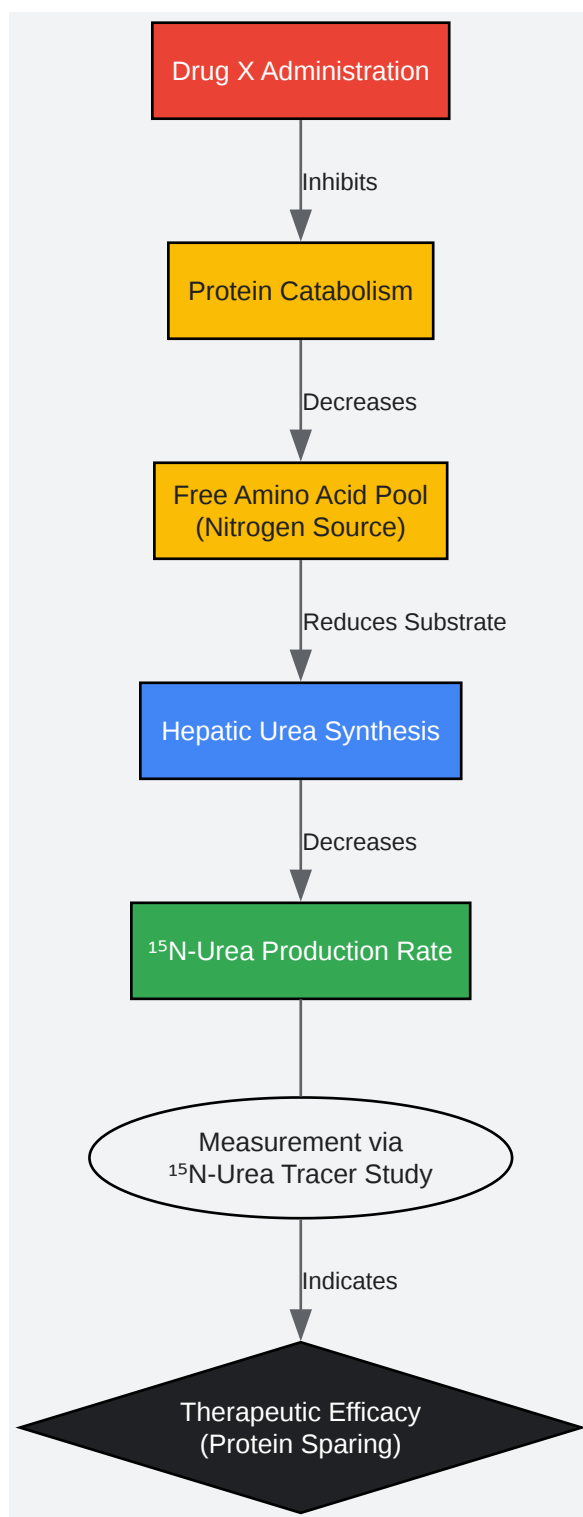 Drug X Administration
Inhibits
Protein Catabolism
Decreases
Free Amino Acid Pool
(Nitrogen Source)
Reduces Substrate
Hepatic Urea Synthesis
Decreases
¹⁵N-Urea Production Rate
Measurement via
¹⁵N-Urea Tracer Study
Indicates
Therapeutic Efficacy
(Protein Sparing)